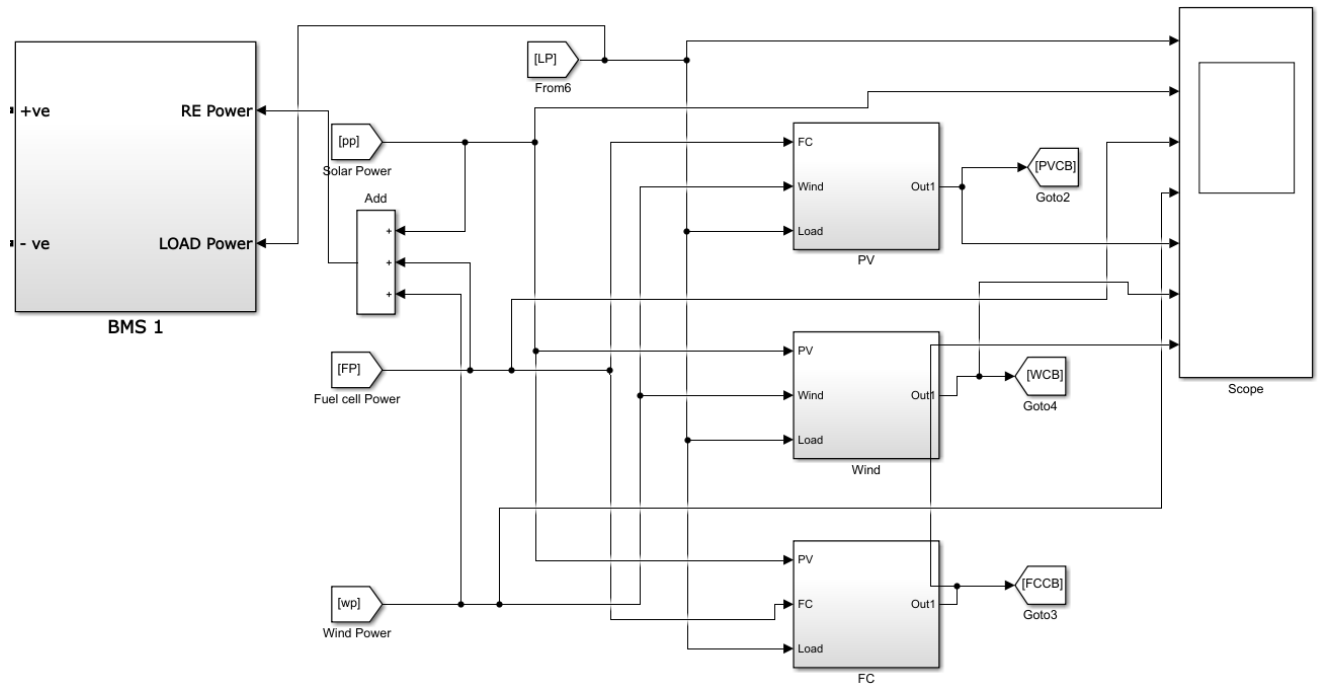 +ve
RE Power
- ve
LOAD Power
BMS 1
[LP]
From6
[pp]
Solar Power
Add
+
+
+
[FP]
Fuel cell Power
[wp]
Wind Power
FC
Wind
Load
Out1
PV
[PVCB]
Goto2
PV
Wind
Load
Out1
Wind
[WCB]
Goto4
PV
FC
Load
Out1
FC
[FCCB]
Goto3
Scope